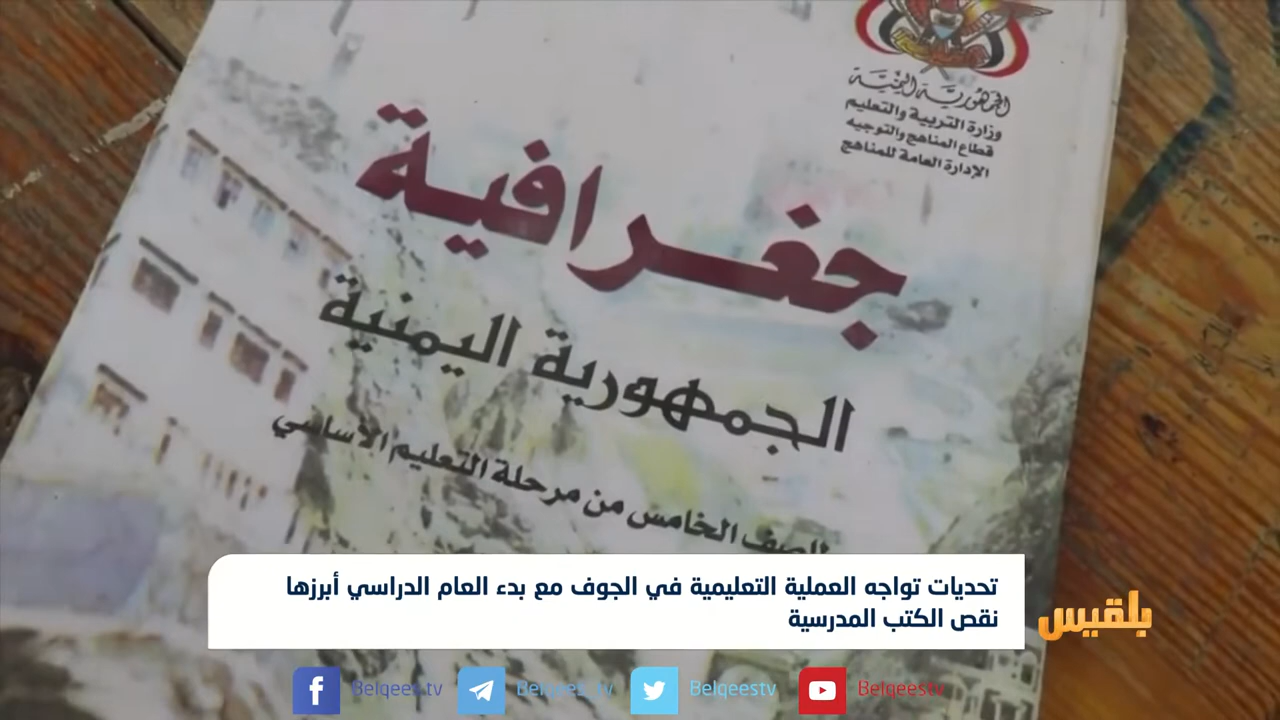 الجمهورية اليمنية
وزارة التربية والتعليم
قطاع المناهج والتوجيه
الإدارة العامة للمناهج
جغرافية
الجمهورية اليمنية
للصف الخامس من مرحلة التعليم الأساسي
تحديات تواجه العملية التعليمية في الجوف مع بدء العام الدراسي أبرزها
نقص الكتب المدرسية
بلقيس
Belqees.tv Belqees_tv Belqeestv Belqeestv